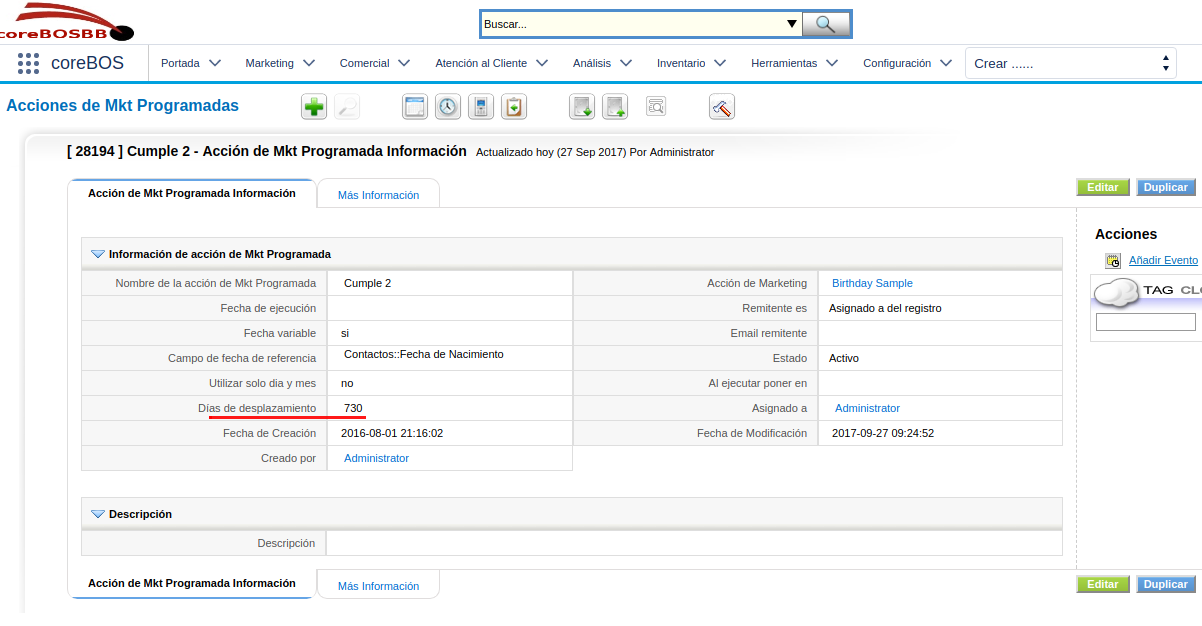 coreBOSBB
Buscar...
coreBOS
Portada
Marketing
Comercial
Atención al Cliente
Análisis
Inventario
Herramientas
Configuración
Crear ......
Acciones de Mkt Programadas
[ 28194 ] Cumple 2 - Acción de Mkt Programada Información Actualizado hoy (27 Sep 2017) Por Administrator
Acción de Mkt Programada Información
Más Información
Editar
Duplicar
Información de acción de Mkt Programada
Nombre de la acción de Mkt Programada Cumple 2 Acción de Marketing Birthday Sample
Fecha de ejecución Remitente es Asignado a del registro
Fecha variable si Email remitente
Campo de fecha de referencia Contactos::Fecha de Nacimiento Estado Activo
Utilizar solo dia y mes no Al ejecutar poner en
Días de desplazamiento 730 Asignado a Administrator
Fecha de Creación 2016-08-01 21:16:02 Fecha de Modificación 2017-09-27 09:24:52
Creado por Administrator
Descripción
Descripción
Acción de Mkt Programada Información
Más Información
Editar
Duplicar
Acciones
Añadir Evento
TAG CLO